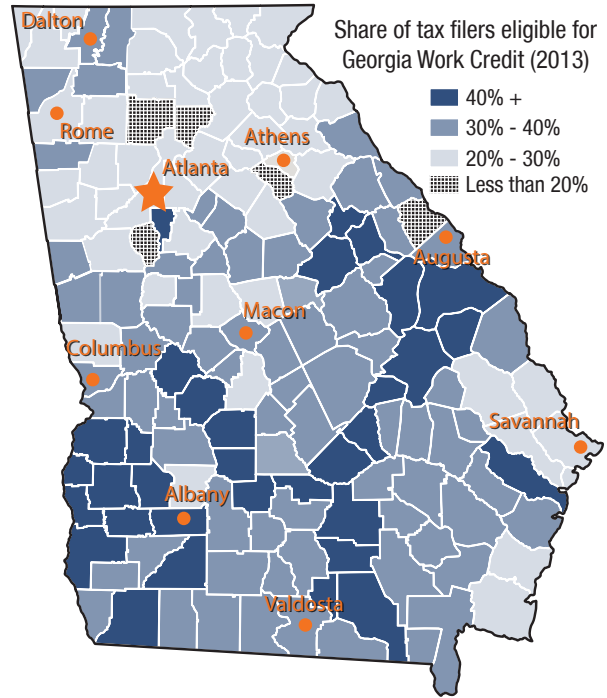 Share of tax filers eligible for
Georgia Work Credit (2013)
40% +
30% - 40%
20% - 30%
Less than 20%
Dalton
Rome
Athens
Atlanta
Augusta
Macon
Columbus
Savannah
Albany
Valdosta